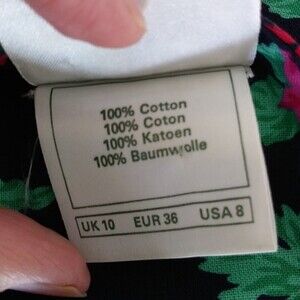 100% Cotton
100% Coton
100% Katoen
100% Baumwolle
UK 10 EUR 36 USA 8